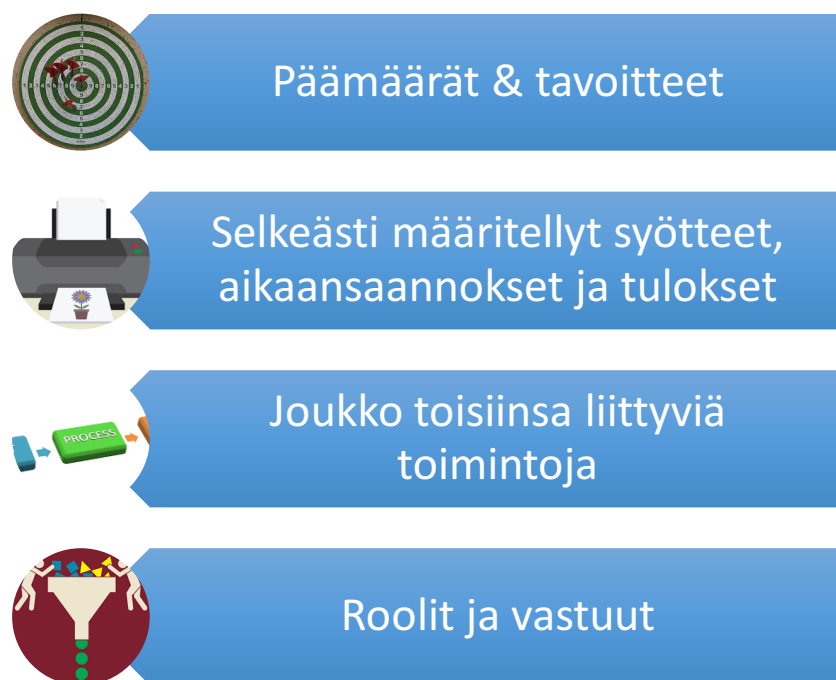 Päämäärät & tavoitteet
Selkeästi määritellyt syötteet,
aikaansaannokset ja tulokset
PROCESS
Joukko toisiinsa liittyviä
toimintoja
Roolit ja vastuut